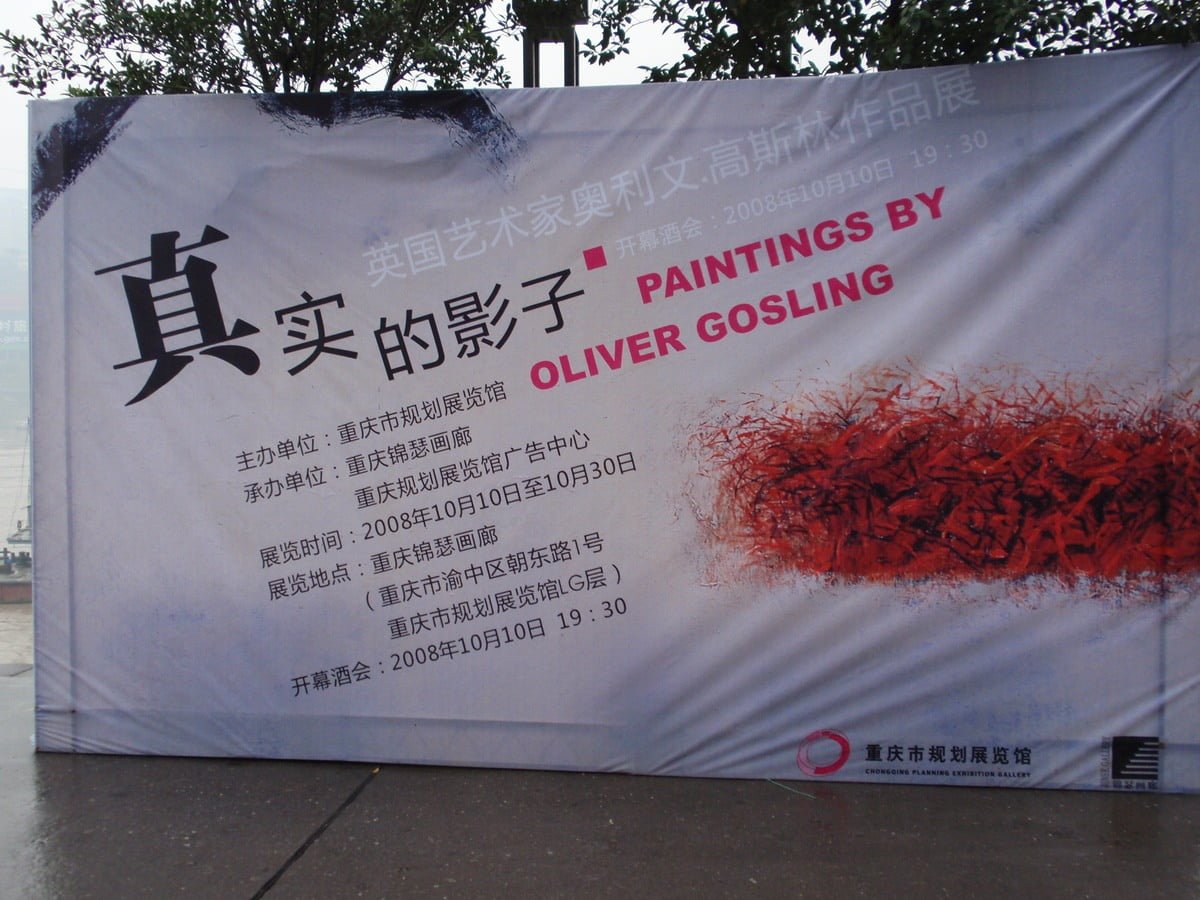 英国艺术家奥利文.高斯林作品展
开幕酒会：2008年10月10日 19：30
真实的影子
PAINTINGS BY
OLIVER GOSLING
主办单位：重庆市规划展览馆
承办单位：重庆锦瑟画廊
重庆规划展览馆广告中心
展览时间：2008年10月10日至10月30日
展览地点：重庆锦瑟画廊
（重庆市渝中区朝东路1号
重庆市规划展览馆LG层）
开幕酒会：2008年10月10日 19：30
重庆市规划展览馆
CHONGQING PLANNING EXHIBITION GALLERY